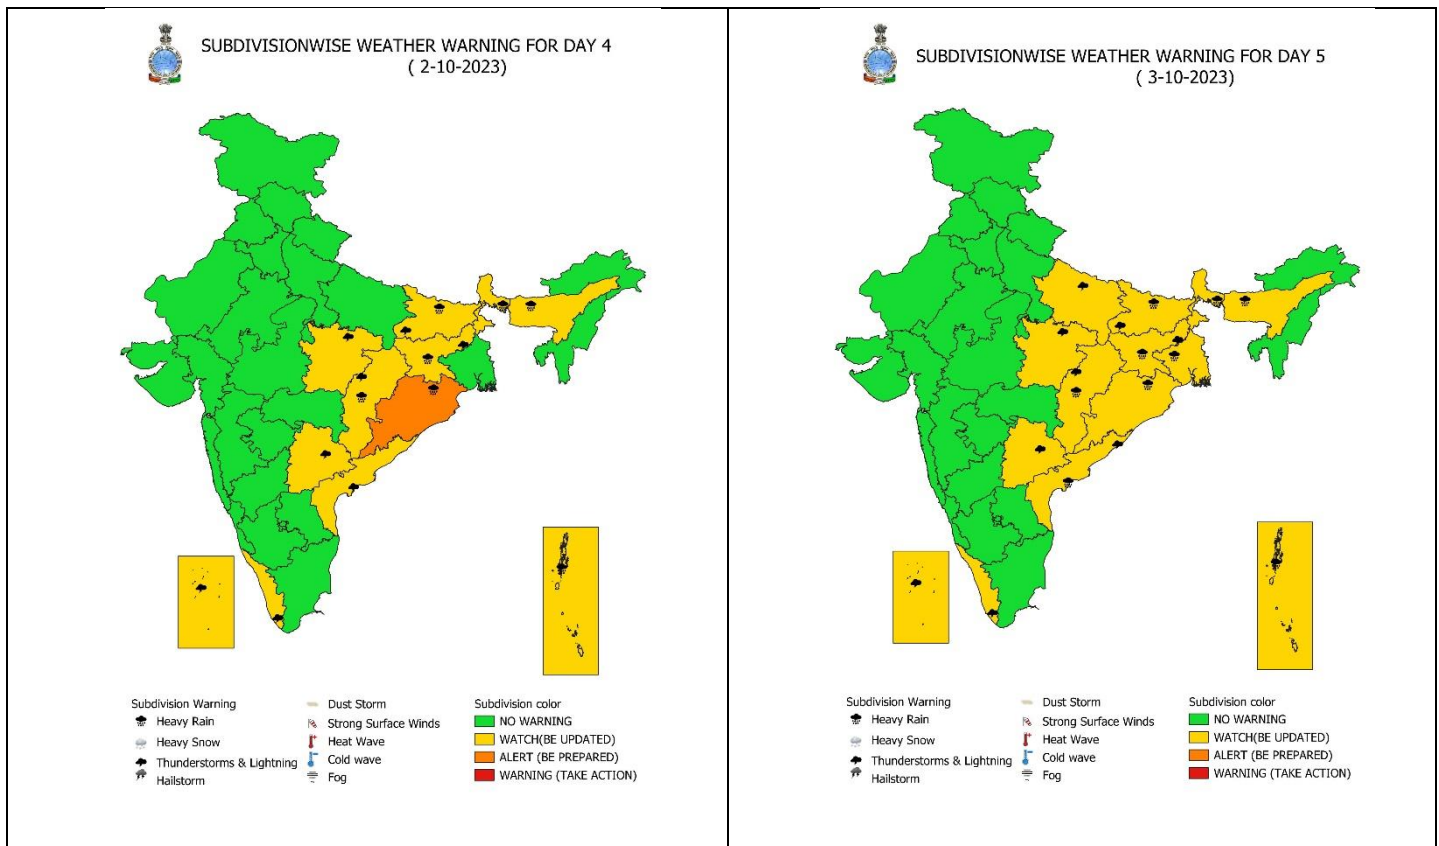 SUBDIVISIONWISE WEATHER WARNING FOR DAY 4
( 2-10-2023)
Subdivision Warning
Heavy Rain
Heavy Snow
Thunderstorms & Lightning
Hailstorm
Dust Storm
Strong Surface Winds
Heat Wave
Cold wave
Fog
Subdivision color
NO WARNING
WATCH(BE UPDATED)
ALERT (BE PREPARED)
WARNING (TAKE ACTION)
SUBDIVISIONWISE WEATHER WARNING FOR DAY 5
( 3-10-2023)
Subdivision Warning
Heavy Rain
Heavy Snow
Thunderstorms & Lightning
Hailstorm
Dust Storm
Strong Surface Winds
Heat Wave
Cold wave
Fog
Subdivision color
NO WARNING
WATCH(BE UPDATED)
ALERT (BE PREPARED)
WARNING (TAKE ACTION)